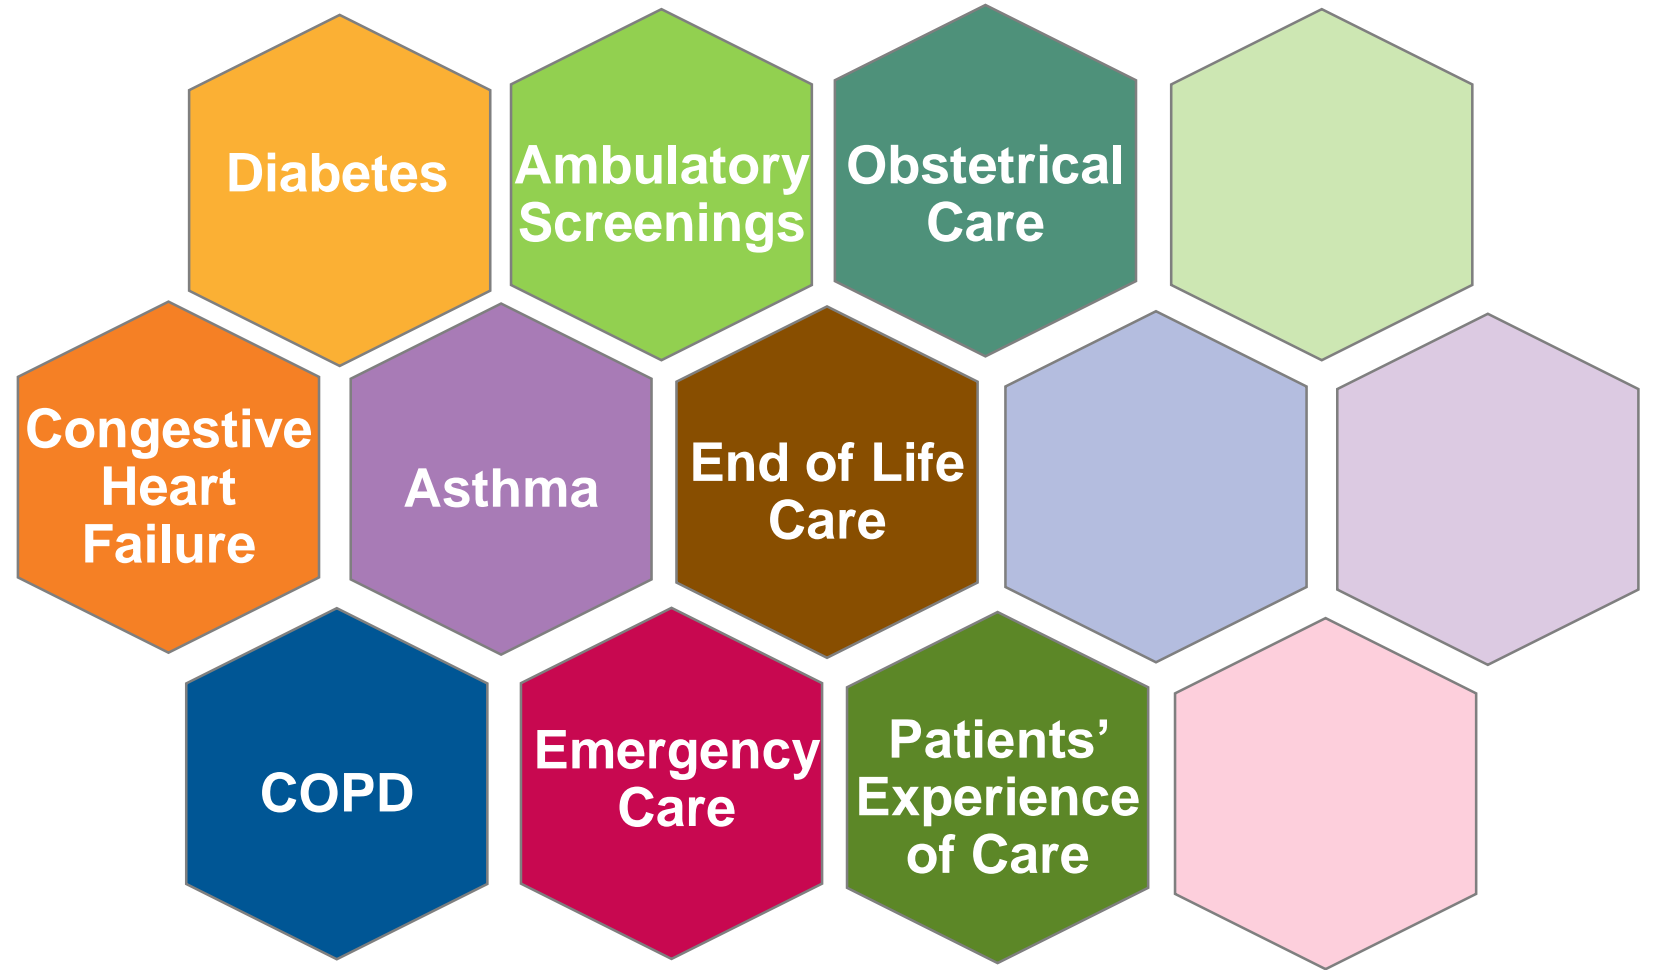 Diabetes
Ambulatory
Screenings
Obstetrical
Care
Congestive
Heart
Failure
Asthma
End of Life
Care
COPD
Emergency
Care
Patients’
Experience
of Care